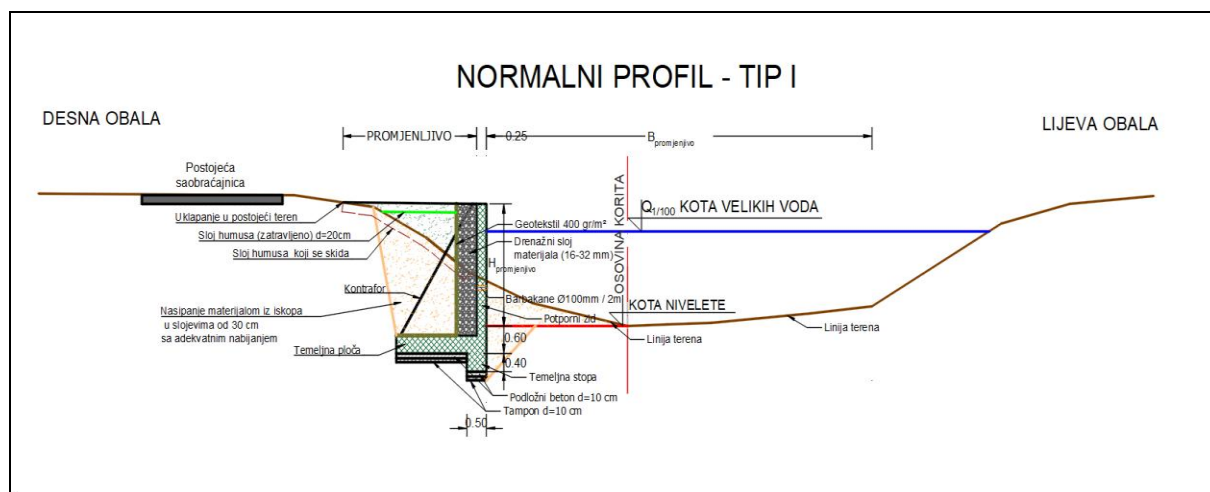 NORMALNI PROFIL - TIP I
DESNA OBALA
LIJEVA OBALA
PROMJENLJIVO
0.25
Bpromjenjivo
Postojeća
saobraćajnica
Uklapanje u postojeći teren
Sloj humusa (zatravljeno) d=20cm
Sloj humusa koji se skida
Kontrafor
Nasipanje materijalom iz iskopa
u slojevima od 30 cm
sa adekvatnim nabijanjem
Temeljna ploča
Geotekstil 400 gr/m²
Drenažni sloj
materijala (16-32 mm)
Hpromjenjivo
Barbakane Ø100mm / 2m
Potporni zid
OSOVINA KORITA
Q1/100 KOTA VELIKIH VODA
KOTA NIVELETE
Linija terena
Linija terena
0.60
0.40
Temeljna stopa
Podložni beton d=10 cm
Tampon d=10 cm
0.50